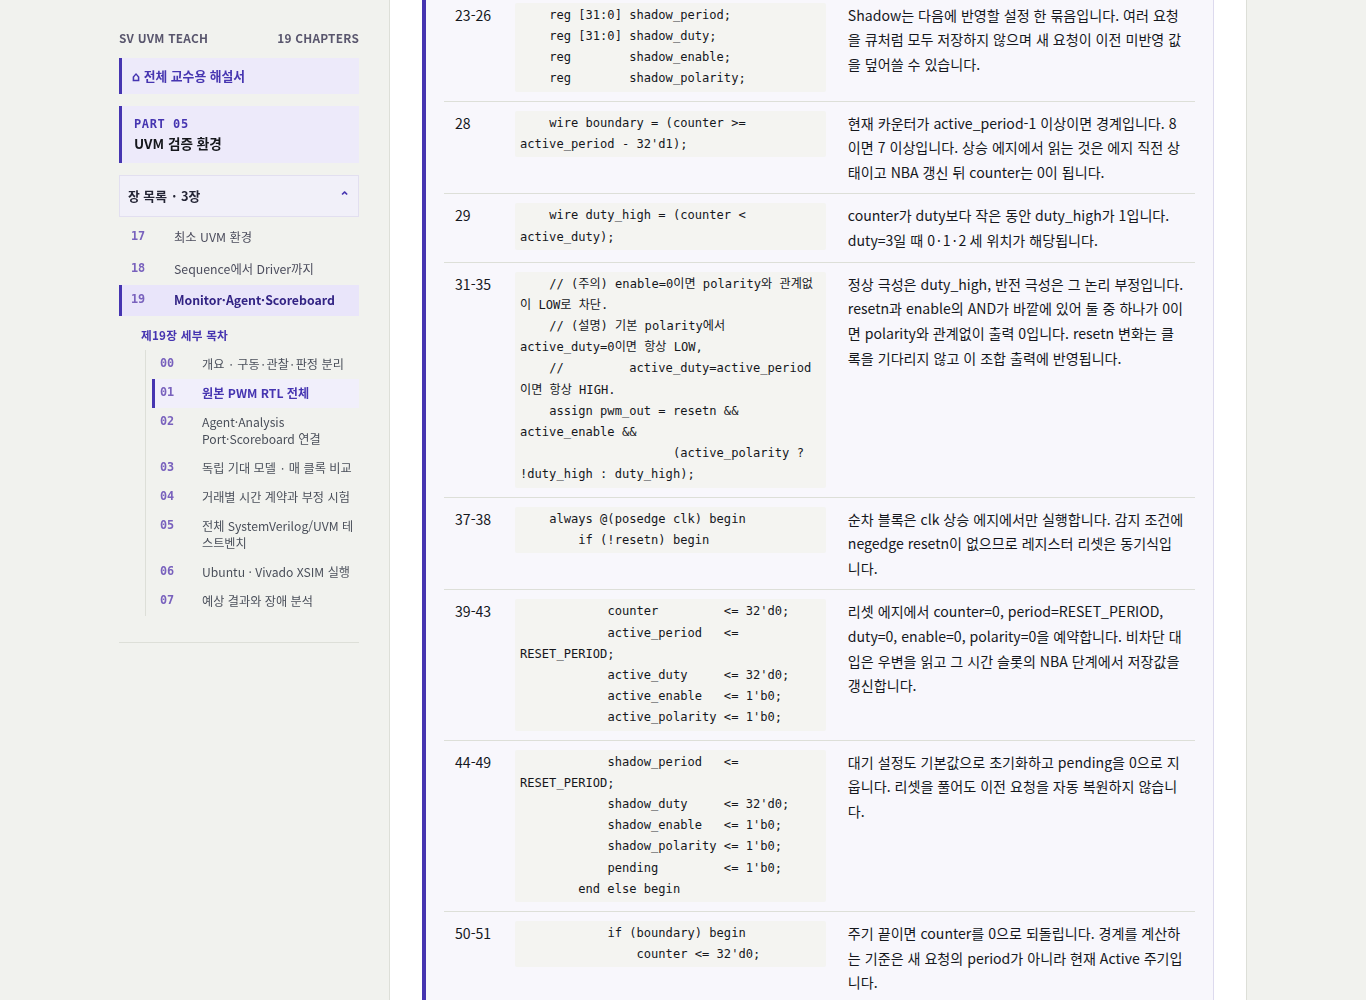 SV UVM TEACH 19 CHAPTERS
⌂ 전체 교수용 해설서
PART 05
UVM 검증 환경
장 목록 · 3장
17 최소 UVM 환경
18 Sequence에서 Driver까지
19 Monitor·Agent·Scoreboard
제19장 세부 목차
00 개요 · 구동·관찰·판정 분리
01 원본 PWM RTL 전체
02 Agent·Analysis
Port·Scoreboard 연결
03 독립 기대 모델 · 매 클록 비교
04 거래별 시간 계약과 부정 시험
05 전체 SystemVerilog/UVM 테
스트벤치
06 Ubuntu · Vivado XSIM 실행
07 예상 결과와 장애 분석
23-26
reg [31:0] shadow_period;
reg [31:0] shadow_duty;
reg        shadow_enable;
reg        shadow_polarity;
Shadow는 다음에 반영할 설정 한 묶음입니다. 여러 요청
을 큐처럼 모두 저장하지 않으며 새 요청이 이전 미반영 값
을 덮어쓸 수 있습니다.
28
wire boundary = (counter >=
active_period - 32'd1);
현재 카운터가 active_period-1 이상이면 경계입니다. 8
이면 7 이상입니다. 상승 에지에서 읽는 것은 에지 직전 상
태이고 NBA 갱신 뒤 counter는 0이 됩니다.
29
wire duty_high = (counter <
active_duty);
counter가 duty보다 작은 동안 duty_high가 1입니다.
duty=3일 때 0·1·2 세 위치가 해당됩니다.
31-35
// (주의) enable=0이면 polarity와 관계없
이 LOW로 차단.
// (설명) 기본 polarity에서
active_duty=0이면 항상 LOW,
//         active_duty=active_period
이면 항상 HIGH.
assign pwm_out = resetn &&
active_enable &&
(active_polarity ?
!duty_high : duty_high);
정상 극성은 duty_high, 반전 극성은 그 논리 부정입니다.
resetn과 enable의 AND가 바깥에 있어 둘 중 하나가 0이
면 polarity와 관계없이 출력 0입니다. resetn 변화는 클
록을 기다리지 않고 이 조합 출력에 반영됩니다.
37-38
always @(posedge clk) begin
if (!resetn) begin
순차 블록은 clk 상승 에지에서만 실행합니다. 감지 조건에
negedge resetn이 없으므로 레지스터 리셋은 동기식입
니다.
39-43
counter         <= 32'd0;
active_period   <=
RESET_PERIOD;
active_duty     <= 32'd0;
active_enable   <= 1'b0;
active_polarity <= 1'b0;
리셋 에지에서 counter=0, period=RESET_PERIOD,
duty=0, enable=0, polarity=0을 예약합니다. 비차단 대
입은 우변을 읽고 그 시간 슬롯의 NBA 단계에서 저장값을
갱신합니다.
44-49
shadow_period   <=
RESET_PERIOD;
shadow_duty     <= 32'd0;
shadow_enable   <= 1'b0;
shadow_polarity <= 1'b0;
pending         <= 1'b0;
end else begin
대기 설정도 기본값으로 초기화하고 pending을 0으로 지
웁니다. 리셋을 풀어도 이전 요청을 자동 복원하지 않습니
다.
50-51
if (boundary) begin
counter <= 32'd0;
주기 끝이면 counter를 0으로 되돌립니다. 경계를 계산하
는 기준은 새 요청의 period가 아니라 현재 Active 주기입
니다.